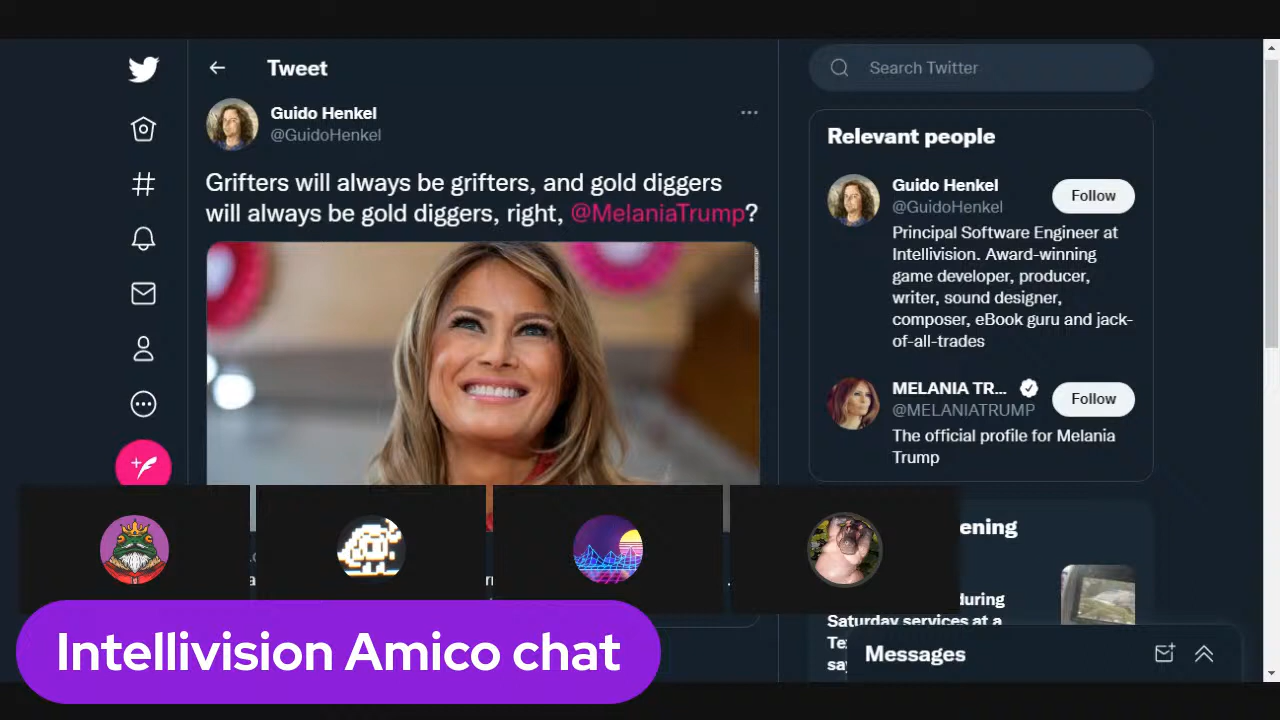 Tweet
Guido Henkel
@GuidoHenkel
Grifters will always be grifters, and gold diggers
will always be gold diggers, right, @MelaniaTrump?
Search Twitter
Relevant people
Guido Henkel
@GuidoHenkel
Follow
Principal Software Engineer at
Intellivision. Award-winning
game developer, producer,
writer, sound designer,
composer, eBook guru and jack-
of-all-trades
MELANIA TR...
@MELANIATRUMP
Follow
The official profile for Melania
Trump
Saturday services at a
Messages
Intellivision Amico chat